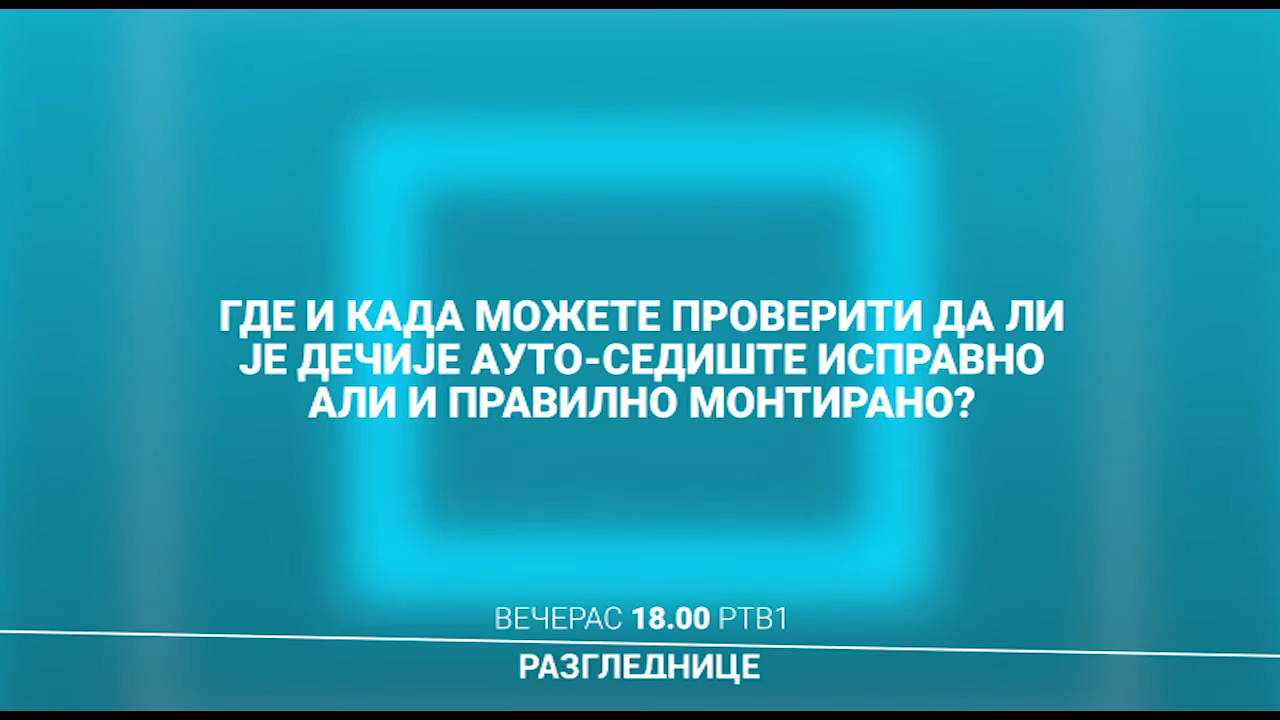 ГДЕ И КАДА МОЖЕТЕ ПРОВЕРИТИ ДА ЛИ
ЈЕ ДЕЧИЈЕ АУТО-СЕДИШТЕ ИСПРАВНО
АЛИ И ПРАВИЛНО МОНТИРАНО?
ВЕЧЕРАС 18.00 РТВ1
РАЗГЛЕДНИЦЕ